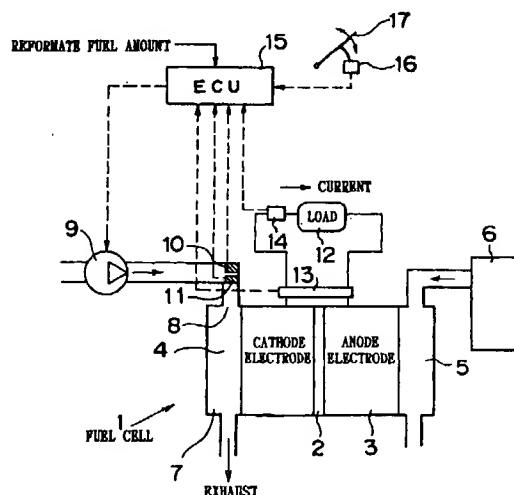 17
15
REFORMATE FUEL AMOUNT
16
ECU
CURRENT
9
10
14
LOAD
12
6
13
11
8
4
CATHODE
ELECTRODE
ANODE
ELECTRODE
5
1
FUEL CELL
7
2
3
EXHAUST